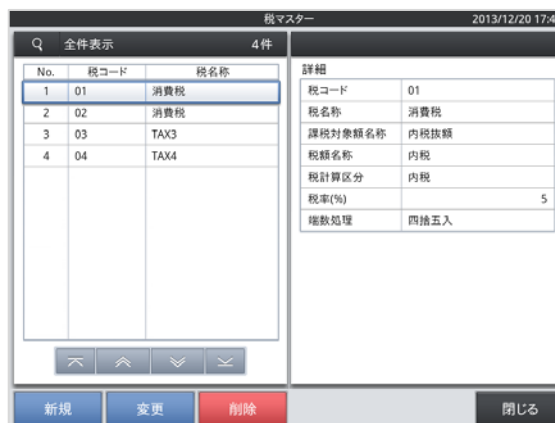 税マスター 2013/12/20 17:4
全件表示 4件
No. 税コード 税名称
1 01 消費税
2 02 消費税
3 03 TAX3
4 04 TAX4
詳細
税コード 01
税名称 消費税
課税対象額名称 内税抜額
税額名称 内税
税計算区分 内税
税率(%) 5
端数処理 四捨五入
新規 変更 削除 閉じる